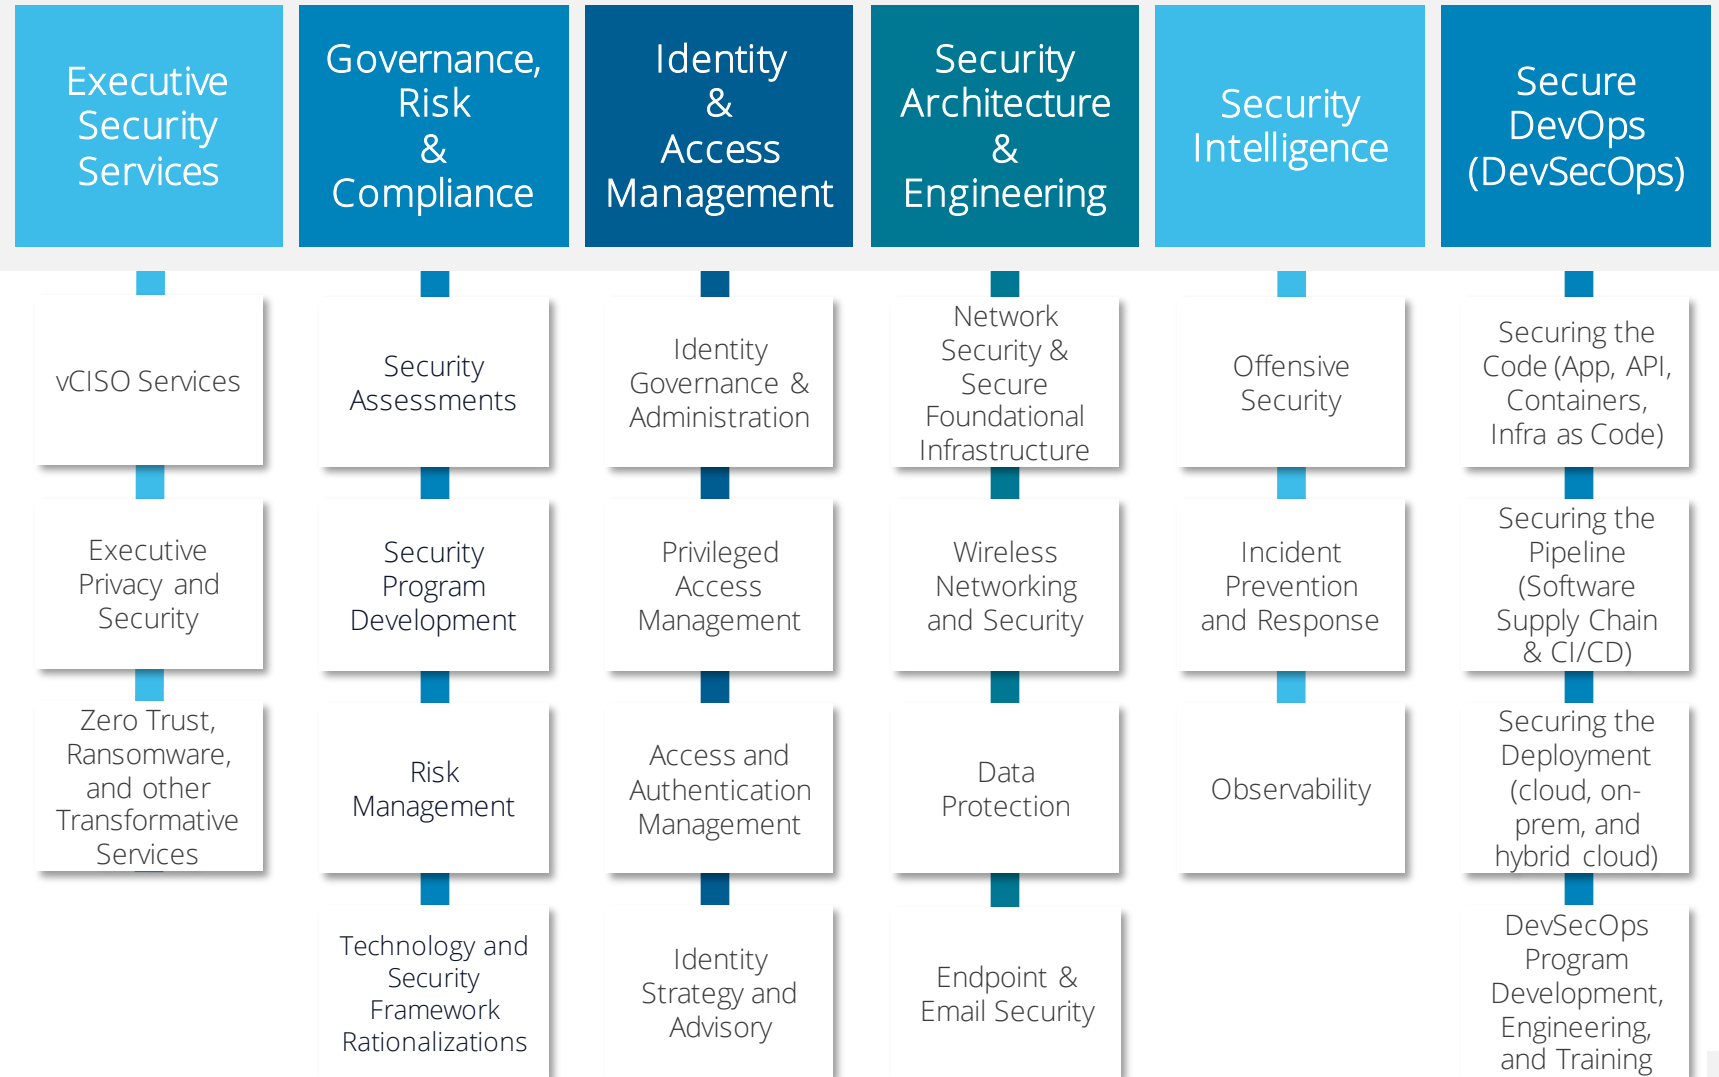 Executive
Security
Services
Governance,
Risk
&
Compliance
Identity
&
Access
Management
Security
Architecture
&
Engineering
Security
Intelligence
Secure
DevOps
(DevSecOps)
vCISO Services
Executive
Privacy and
Security
Zero Trust,
Ransomware,
and other
Transformative
Services
Security
Assessments
Security
Program
Development
Risk
Management
Technology and
Security
Framework
Rationalizations
Identity
Governance &
Administration
Privileged
Access
Management
Access and
Authentication
Management
Identity
Strategy and
Advisory
Network
Security &
Secure
Foundational
Infrastructure
Wireless
Networking
and Security
Data
Protection
Endpoint &
Email Security
Offensive
Security
Incident
Prevention
and Response
Observability
Securing the
Code (App, API,
Containers,
Infra as Code)
Securing the
Pipeline
(Software
Supply Chain
& CI/CD)
Securing the
Deployment
(cloud, on-
prem, and
hybrid cloud)
DevSecOps
Program
Development,
Engineering,
and Training